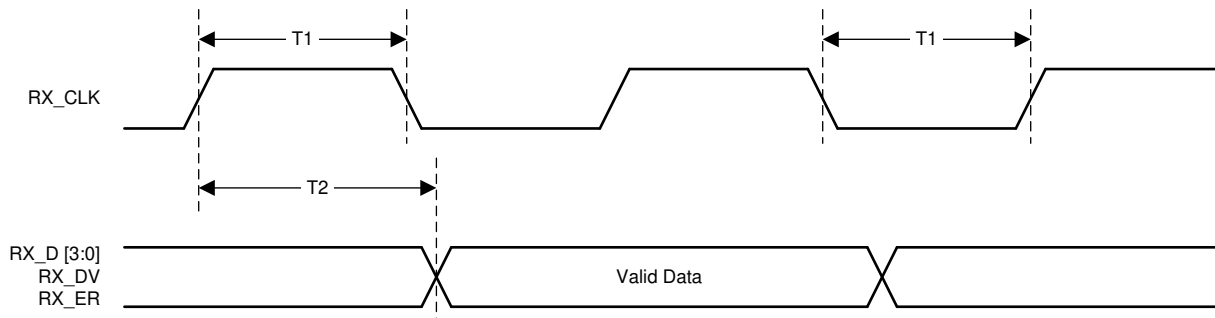 T1
T1
RX_CLK
T2
RX_D [3:0]
RX_DV
Valid Data
RX_ER